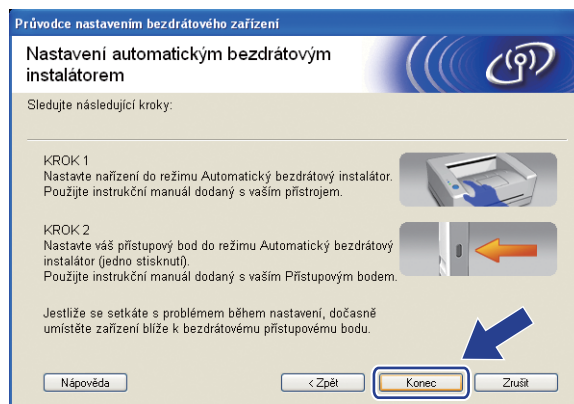 Průvodce nastavením bezdrátového zařízení
Nastavení automatickým bezdrátovým
instalátorem
Sledujte následující kroky:
KROK 1
Nastavte nařízení do režimu Automatický bezdrátový instalátor.
Použijte instrukční manuál dodaný s vaším přístrojem.
KROK 2
Nastavte váš přístupový bod do režimu Automatický bezdrátový
instalátor (jedno stisknutí).
Použijte instrukční manuál dodaný s vaším Přístupovým bodem.
Jestliže se setkáte s problémem během nastavení, dočasně
umístěte zařízení blíže k bezdrátovému přístupovému bodu.
Nápověda
< Zpět
Konec
Zrušit